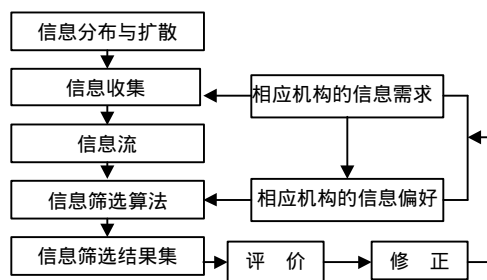 信息分布与扩散
信息收集
相应机构的信息需求
信息流
信息筛选算法
相应机构的信息偏好
信息筛选结果集
评 价
修 正